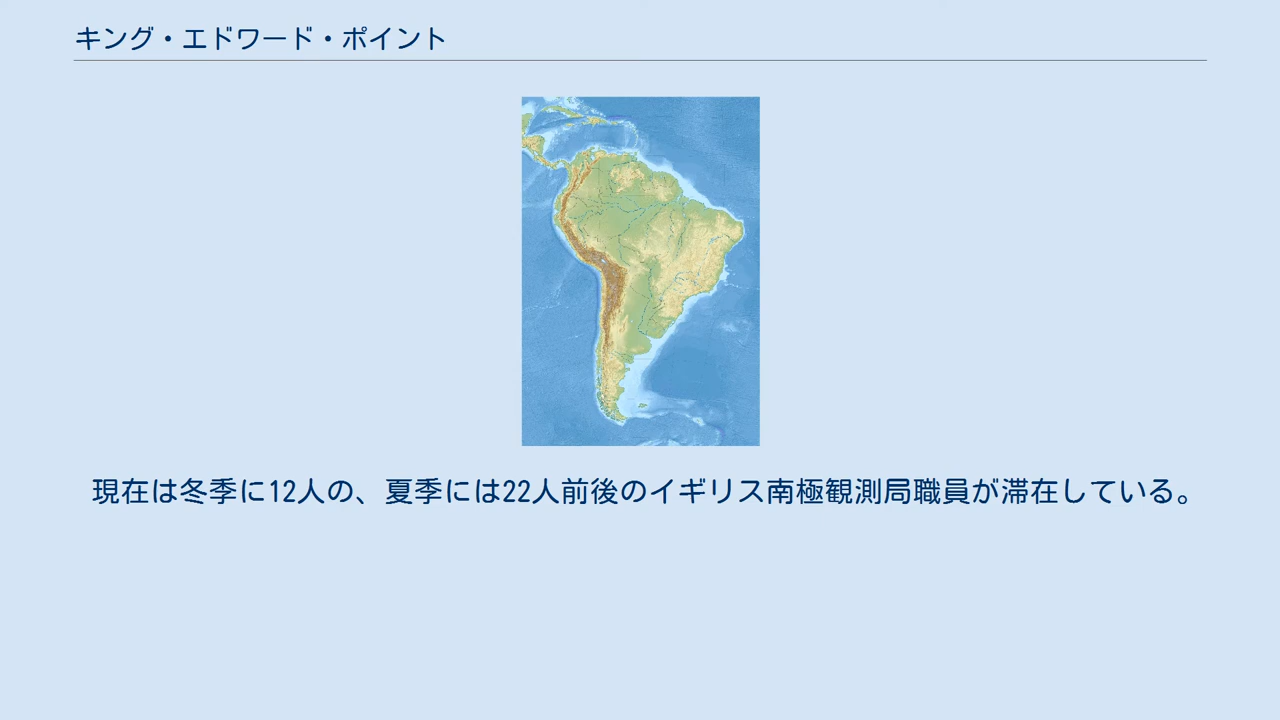 キング・エドワード・ポイント
現在は冬季に12人の、夏季には22人前後のイギリス南極観測局職員が滞在している。